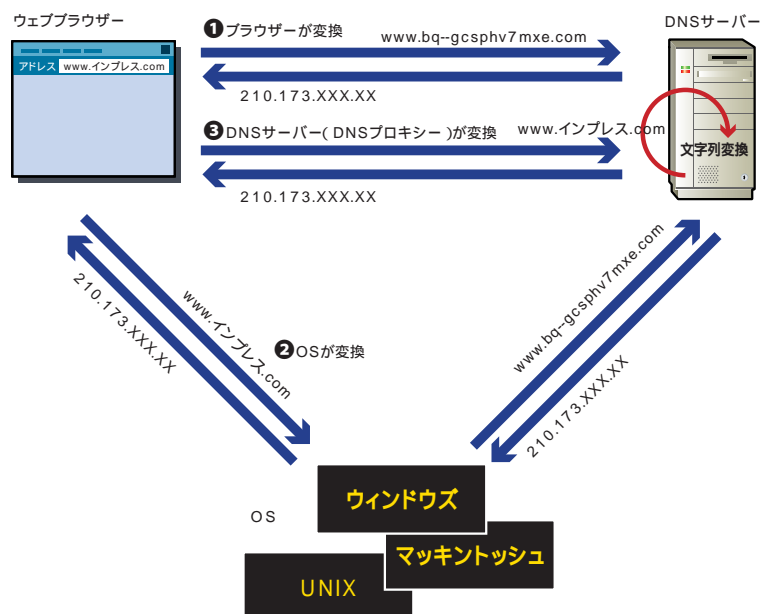 ウェブブラウザー
DNSサーバー
❶ブラウザーが変換
www.bq--gcsphv7mxe.com
アドレス www.インプレス.com
210.173.XXX.XX
❸DNSサーバー(DNSプロキシー)が変換
www.インプレス.com
文字列変換
210.173.XXX.XX
www.インプレス.com
210.173.XXX.XX
❷OSが変換
www.bq--gcsphv7mxe.com
210.173.XXX.XX
OS
ウィンドウズ
マッキントッシュ
UNIX